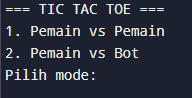 === TIC TAC TOE ===
1. Pemain vs Pemain
2. Pemain vs Bot
Pilih mode: